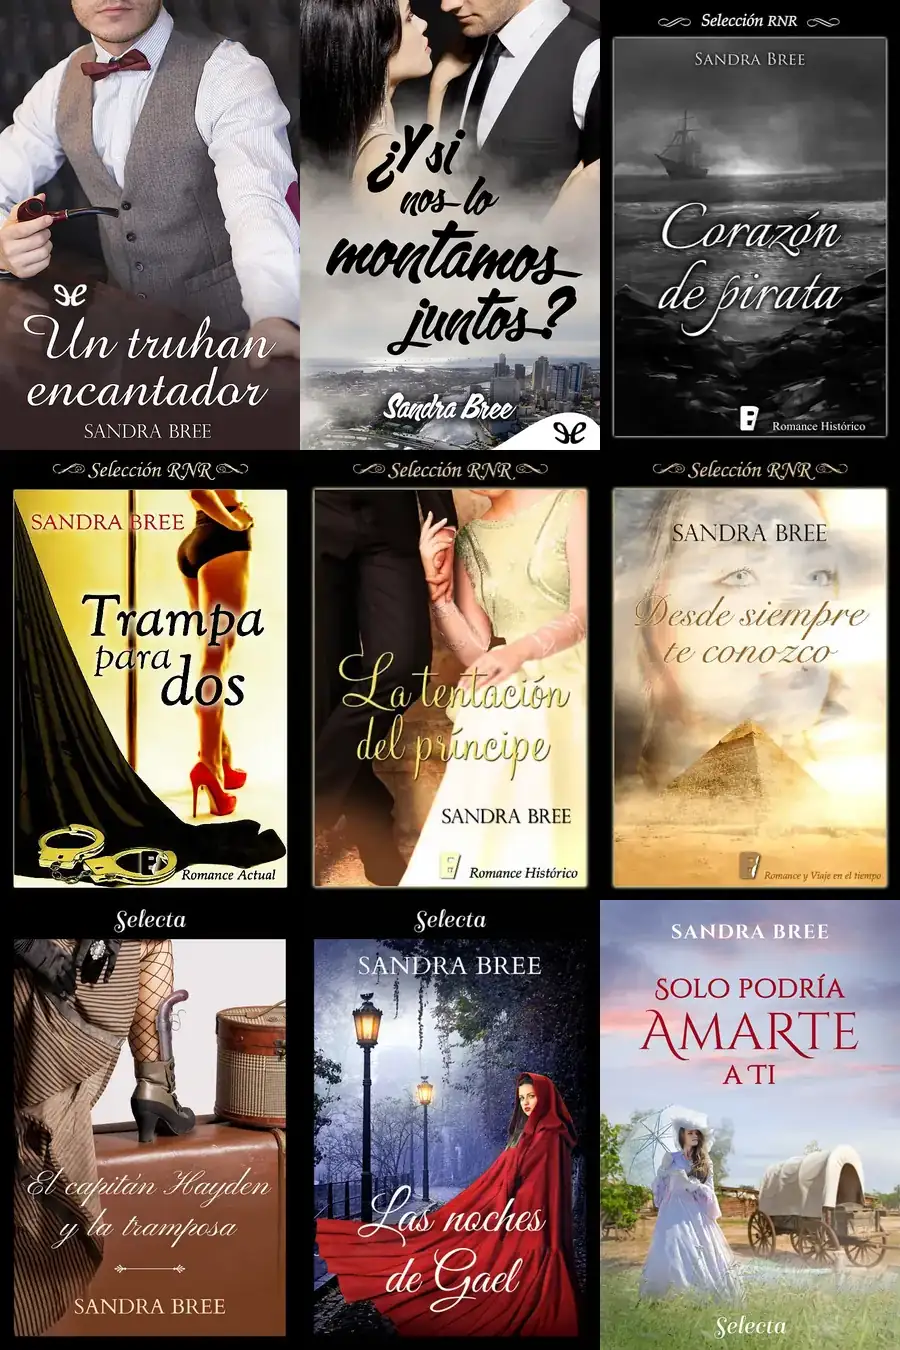 Un truhan
encantador
SANDRA BREE
¿Y si
nos lo
montamos
juntos?
Sandra Bree
Selección RNR
SANDRA BREE
Corazón
de pirata
Romance Histórico
Selección RNR
SANDRA BREE
Trampa
para
dos
Romance Actual
Selección RNR
La tentación
del príncipe
SANDRA BREE
Romance Histórico
Selección RNR
SANDRA BREE
Desde siempre
te conozco
Romance y Viaje en el tiempo
Selecta
El capitán Hayden
y la tramposa
SANDRA BREE
Selecta
SANDRA BREE
Las noches
de Gael
SANDRA BREE
SOLO PODRÍA
AMARTE
A TI
Selecta